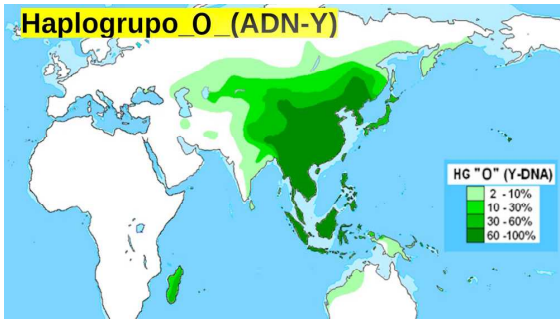 Haplogrupo_O_(ADN-Y)
HG "O" (Y-DNA)
2 - 10%
10 - 30%
30 - 60%
60 -100%